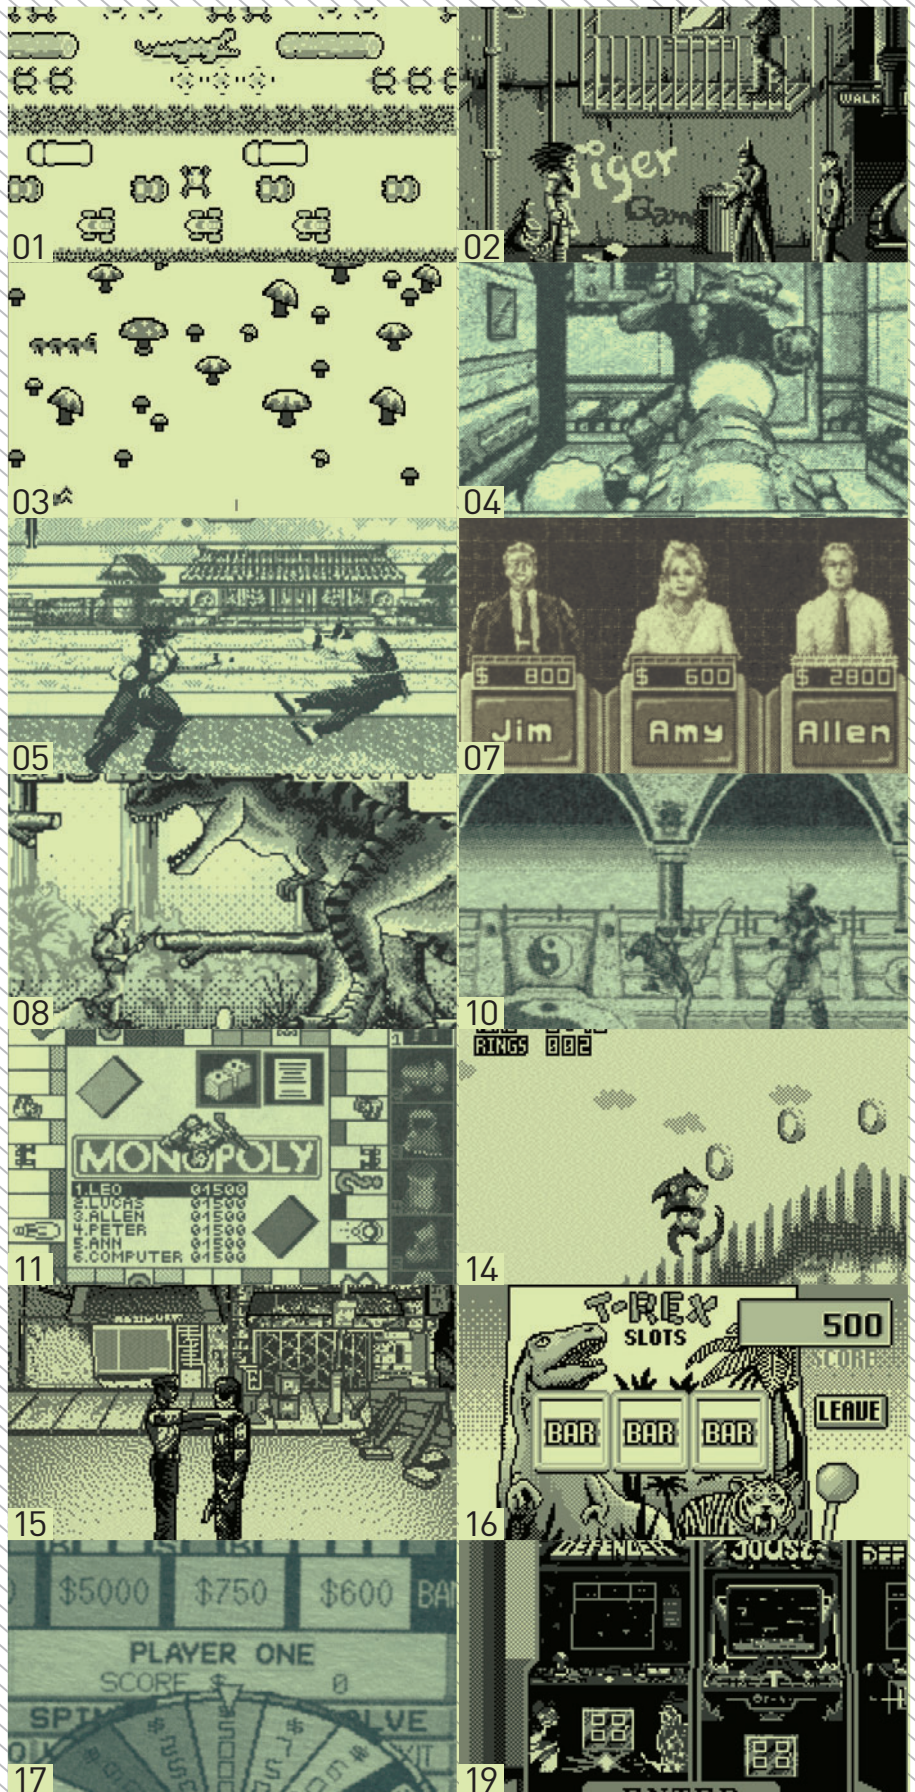 01
WALK
Tiger
02
03
04
05
$ 800
$ 600
$ 2800
Jim
Amy
Allen
07
08
10
1
MONOPOLY
1.LEO 01500
2.LUCAS 01500
3.ALLEN 01500
4.PETER 01500
5.ANN 01500
6.COMPUTER 01500
11
RINGS 002
14
15
T-REX
SLOTS
500
SCORE
LEAVE
BAR BAR BAR
16
$5000 $750 $600
PLAYER ONE
SCORE $ 0
17
DEFENDER
JOUST
DEF
19